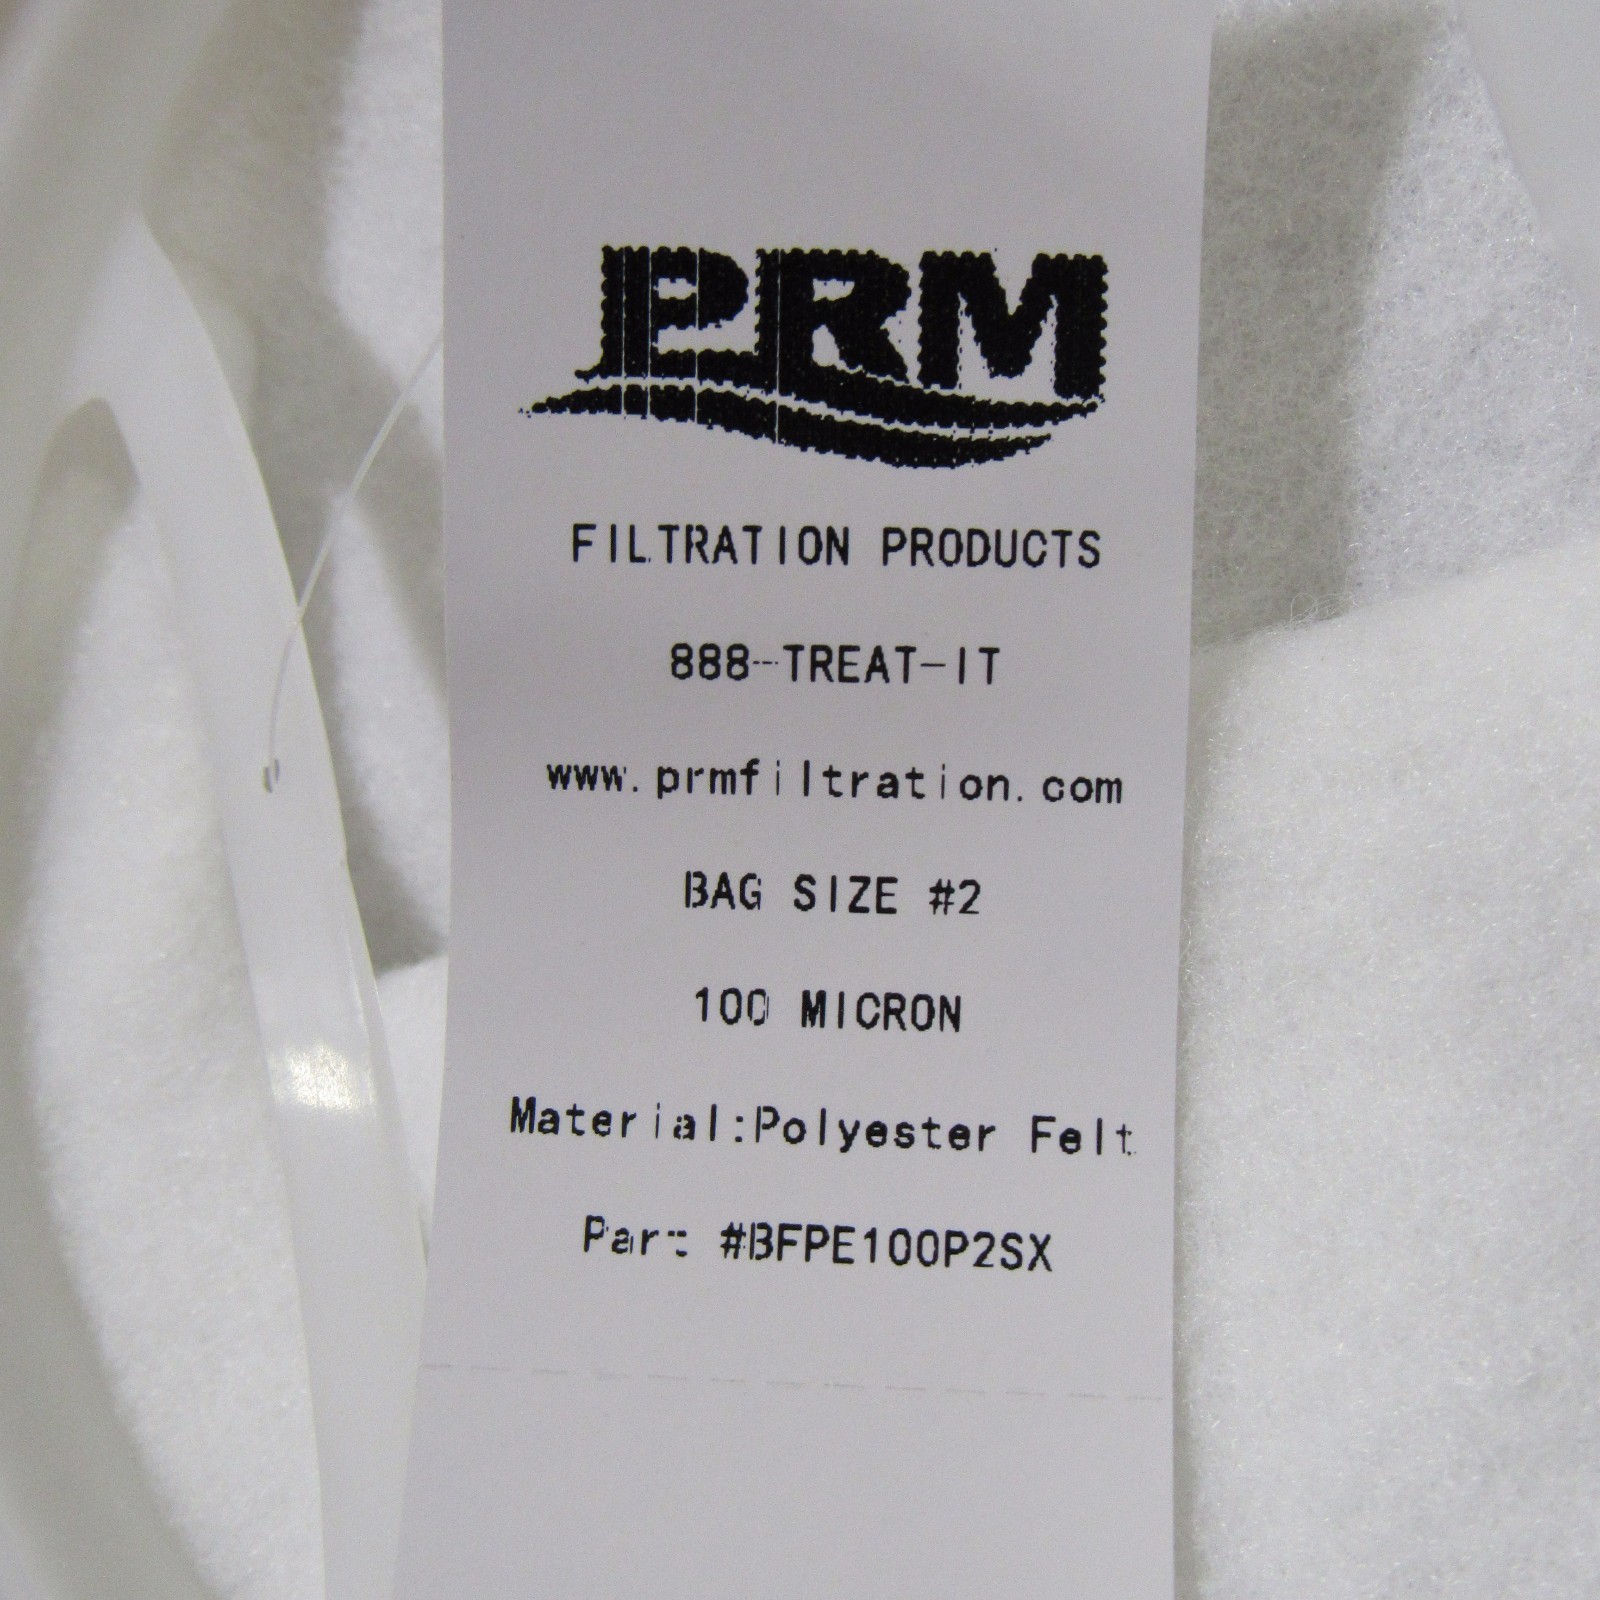 PRM
FILTRATION PRODUCTS
888-TREAT-IT
www.prmfiltration.com
BAG SIZE #2
100 MICRON
Material:Polyester Felt
Part #BFPE100P2SX